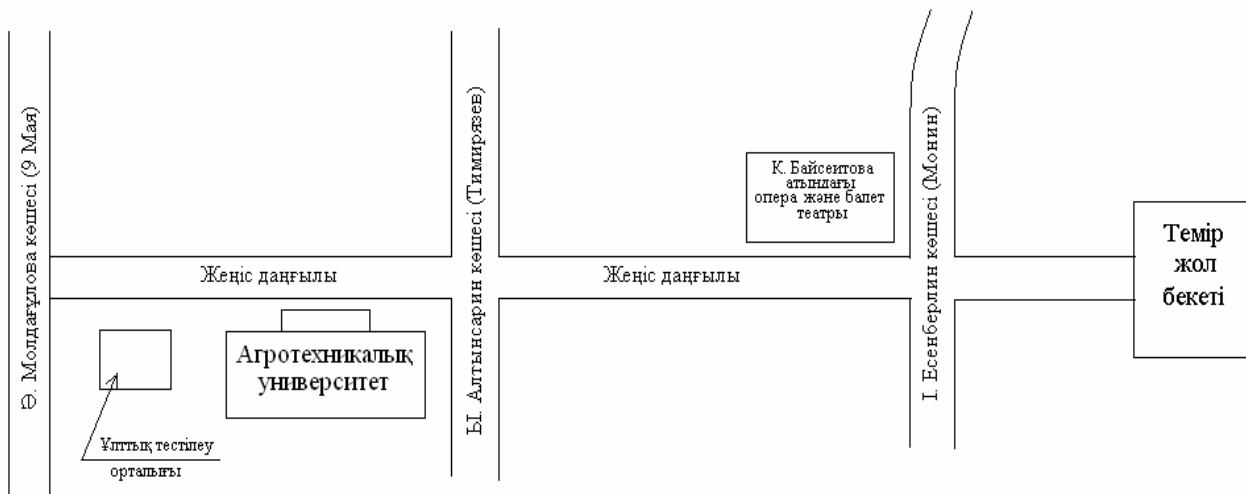 Ә. Молдағұлова көшесі (9 Мая)
Ы. Алтынсарин көшесі (Тимирязев)
К. Байсеитова
атындағы
опера және балет
театры
І. Есенберлин көшесі (Монин)
Темір
жол
бекеті
Жеңіс даңғылы
Жеңіс даңғылы
Агротехникалық
университет
Ұлттық тестілеу
орталығы